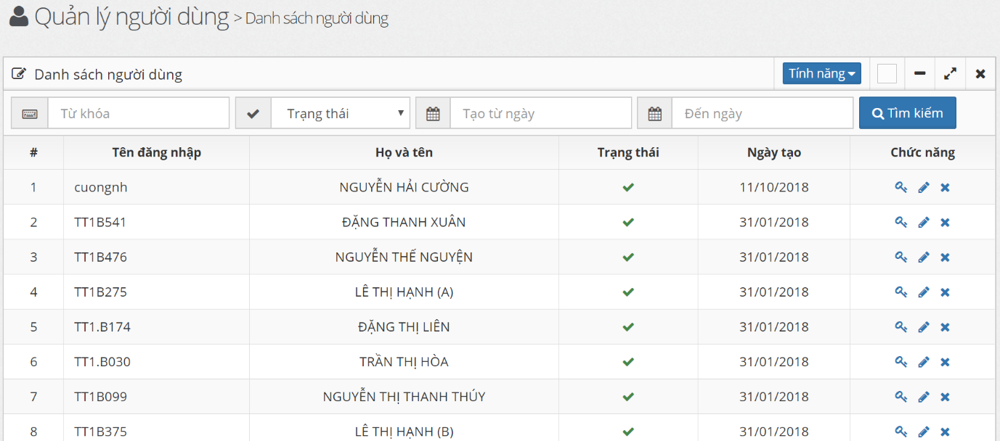 Quản lý người dùng > Danh sách người dùng
Danh sách người dùng Tính năng
Từ khóa Trạng thái Tạo từ ngày Đến ngày Tìm kiếm
# Tên đăng nhập Họ và tên Trạng thái Ngày tạo Chức năng
1 cuongnh NGUYỄN HẢI CƯỜNG 11/10/2018
2 TT1B541 ĐẶNG THANH XUÂN 31/01/2018
3 TT1B476 NGUYỄN THẾ NGUYỆN 31/01/2018
4 TT1B275 LÊ THỊ HẠNH (A) 31/01/2018
5 TT1.B174 ĐẶNG THỊ LIÊN 31/01/2018
6 TT1.B030 TRẦN THỊ HÒA 31/01/2018
7 TT1B099 NGUYỄN THỊ THANH THÚY 31/01/2018
8 TT1B375 LÊ THỊ HẠNH (B) 31/01/2018